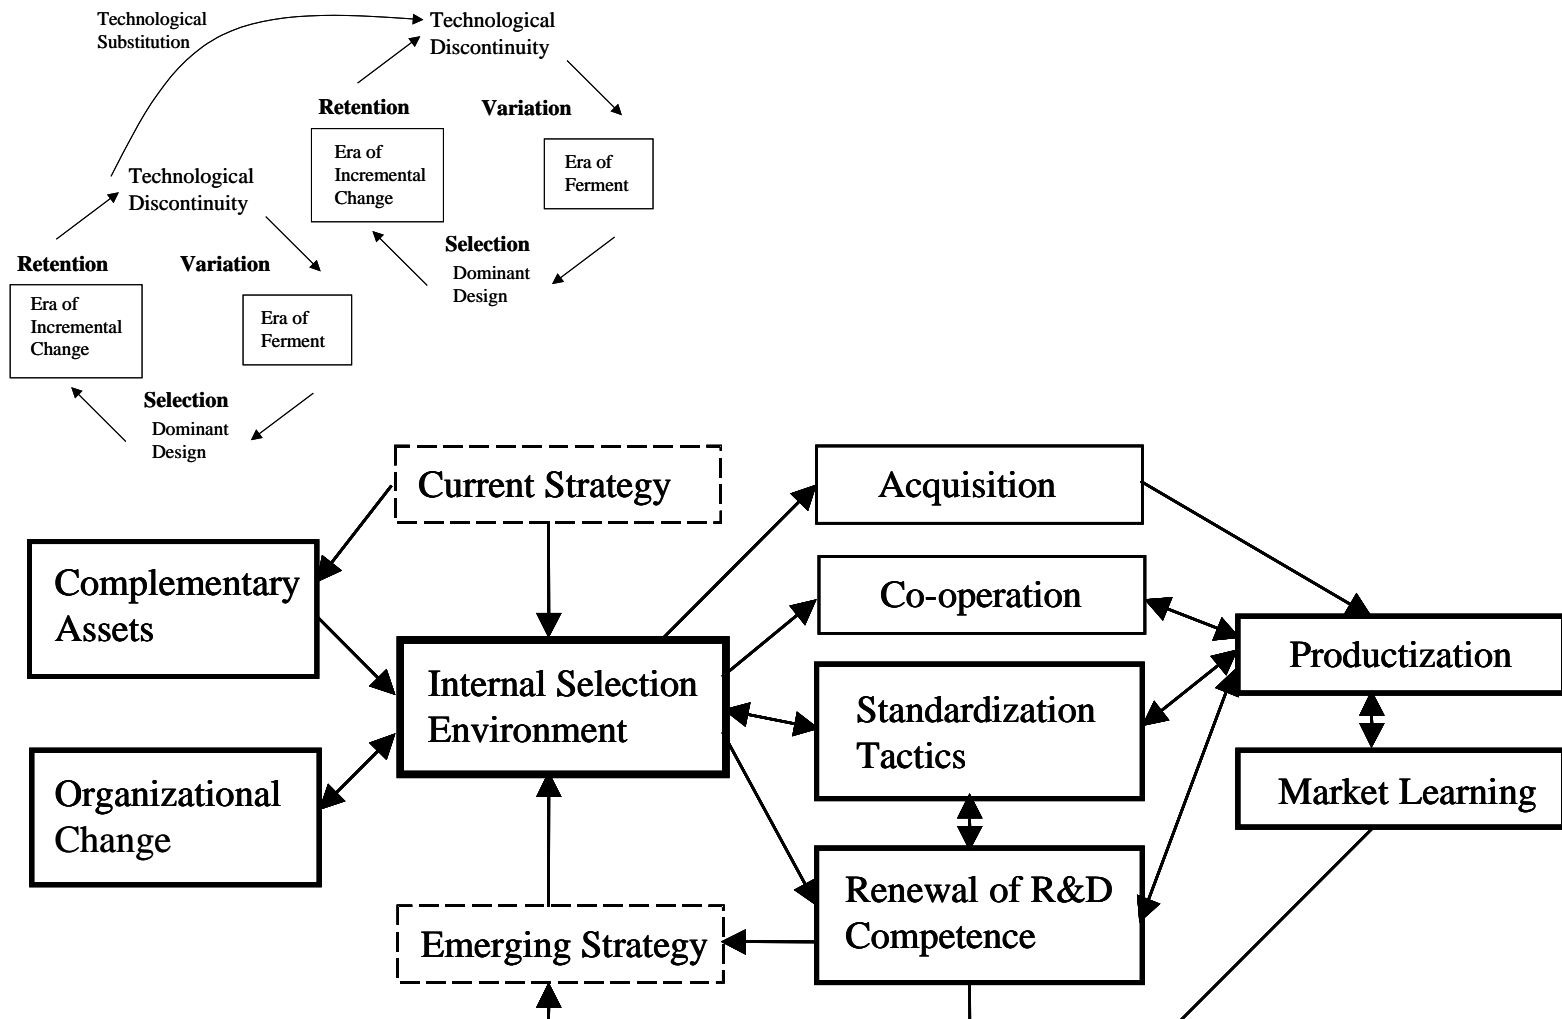 Technological
Substitution
Technological
Discontinuity
Retention
Variation
Era of
Incremental
Change
Era of
Ferment
Selection
Dominant
Design
Technological
Discontinuity
Retention
Variation
Era of
Incremental
Change
Era of
Ferment
Selection
Dominant
Design
Current Strategy
Acquisition
Complementary
Assets
Co-operation
Internal Selection
Environment
Standardization
Tactics
Productization
Organizational
Change
Market Learning
Renewal of R&D
Competence
Emerging Strategy